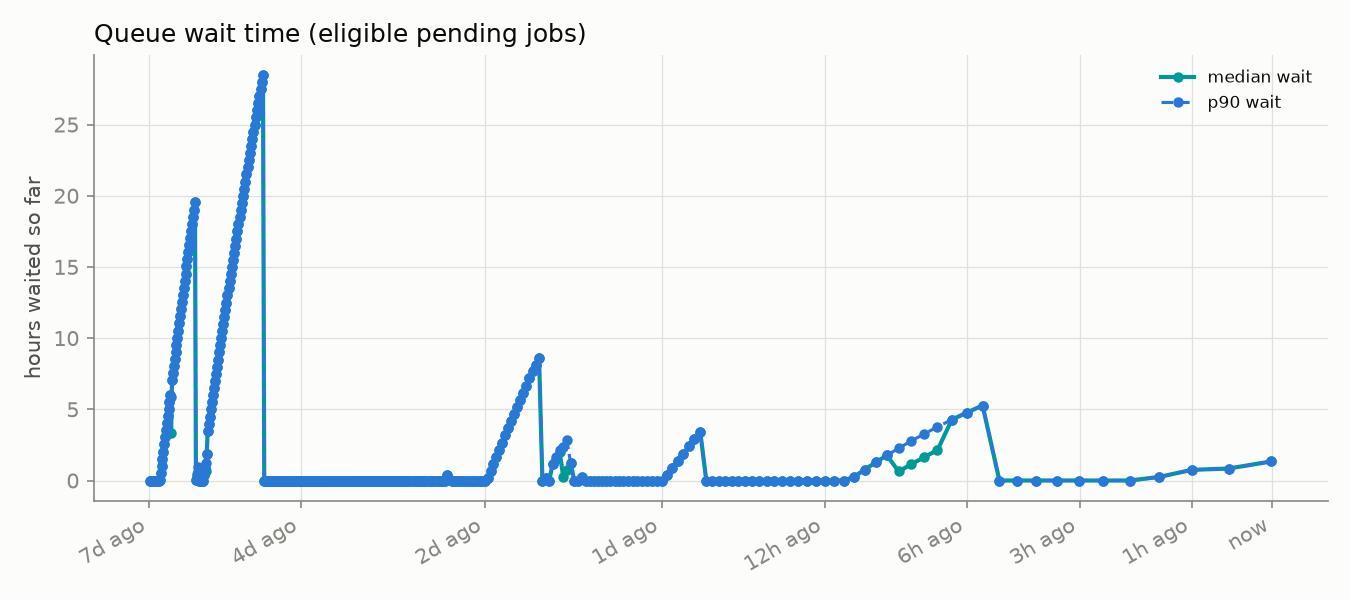 Queue wait time (eligible pending jobs)
median wait
p90 wait
hours waited so far
25
20
15
10
5
0
7d ago
4d ago
2d ago
1d ago
12h ago
6h ago
3h ago
1h ago
now